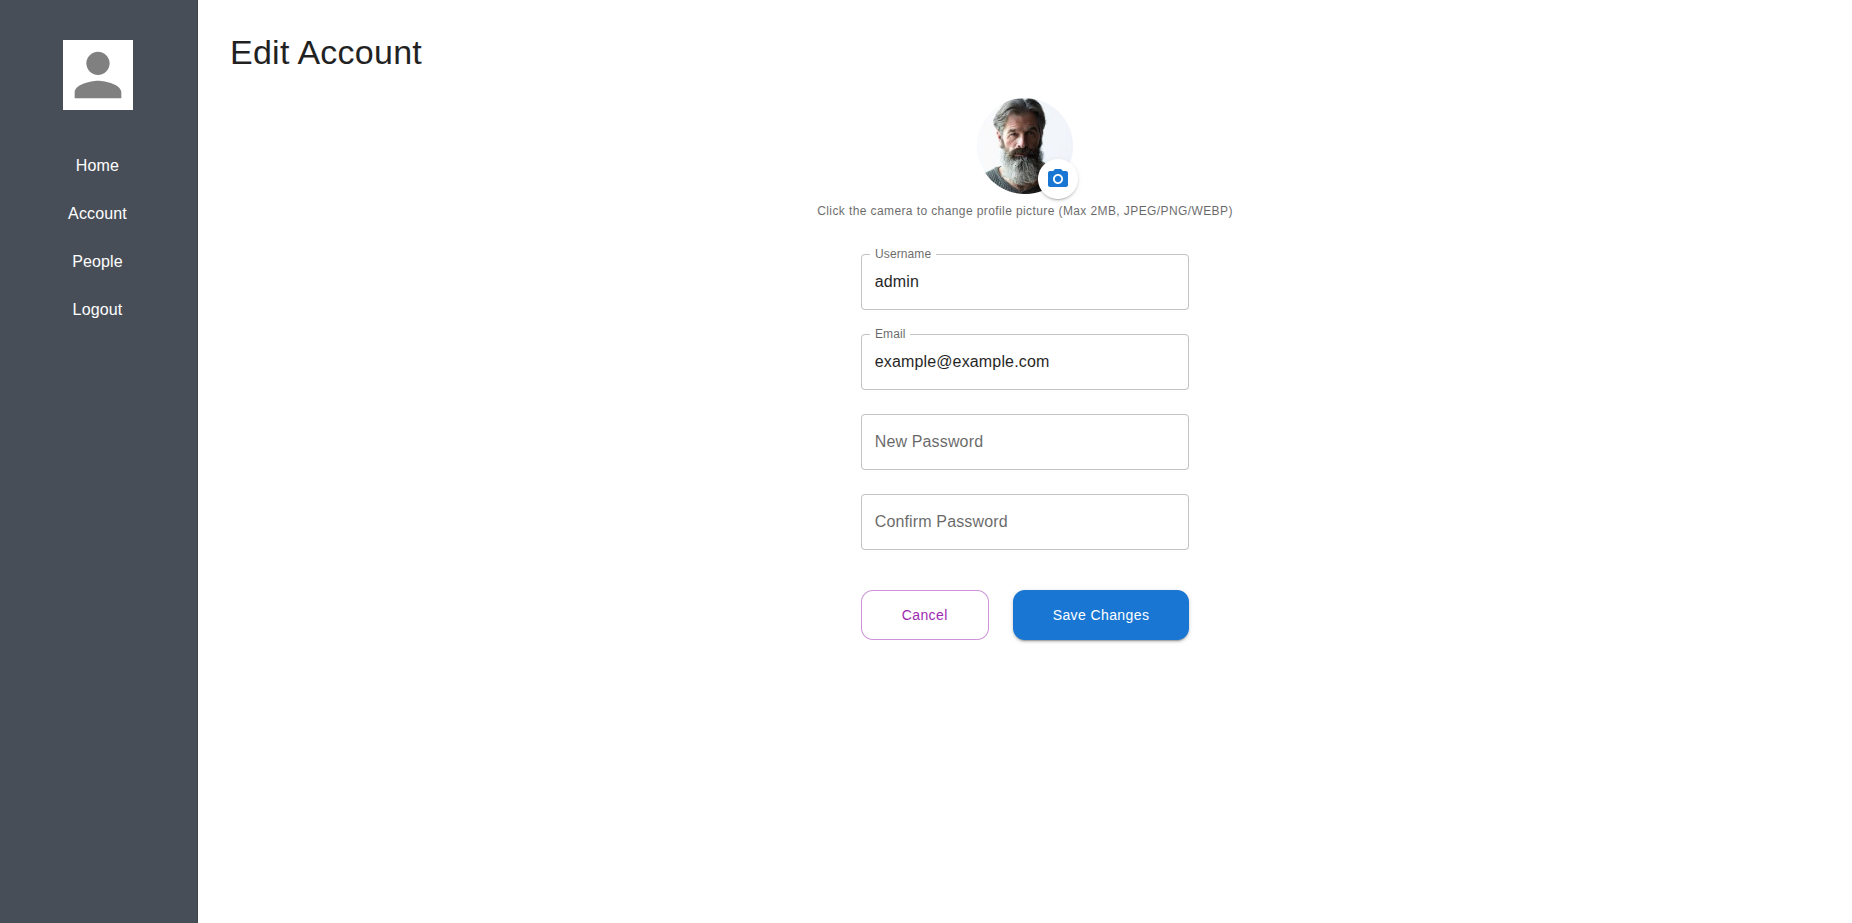 Edit Account
Home
Account
People
Logout
Click the camera to change profile picture (Max 2MB, JPEG/PNG/WEBP)
Username
admin
Email
example@example.com
New Password
Confirm Password
Cancel
Save Changes